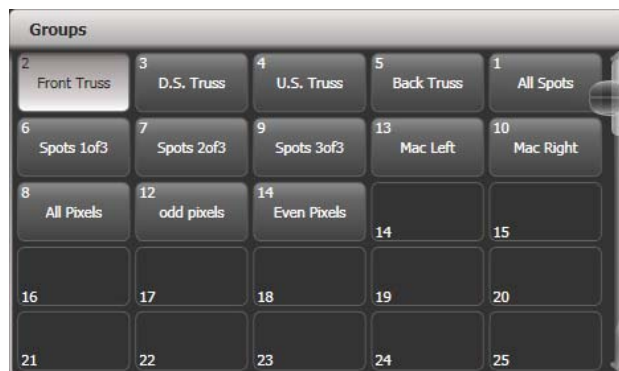 Groups
2 3 4 5 1
Front Truss D.S. Truss U.S. Truss Back Truss All Spots
6 7 9 13 10
Spots 1of3 Spots 2of3 Spots 3of3 Mac Left Mac Right
8 12 14
All Pixels odd pixels Even Pixels
14 15
16 17 18 19 20
21 22 23 24 25